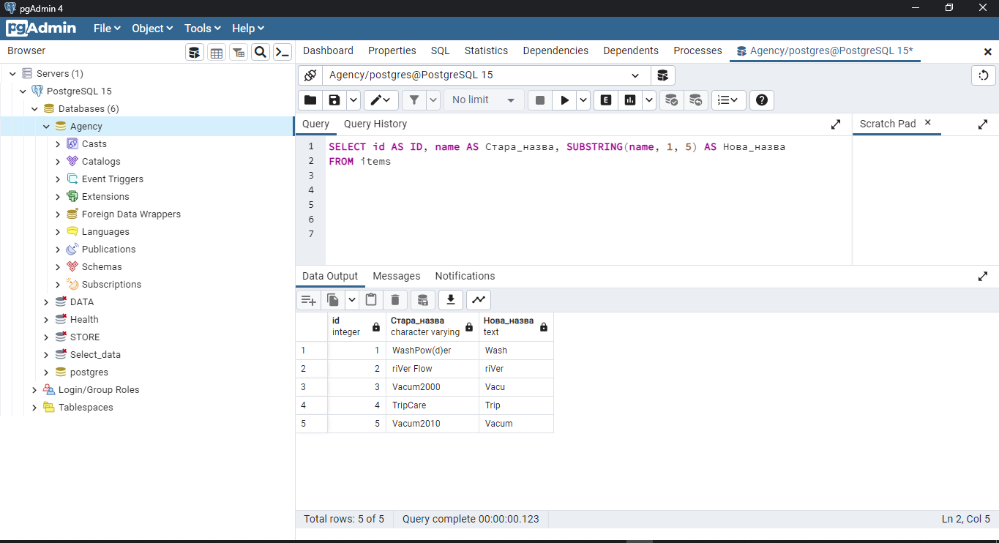 pgAdmin 4
pgAdmin File Object Tools Help
Browser
Dashboard Properties SQL Statistics Dependencies Dependents Processes Agency/postgres@PostgreSQL 15*
Servers (1)
PostgreSQL 15
Databases (6)
Agency
Casts
Catalogs
Event Triggers
Extensions
Foreign Data Wrappers
Languages
Publications
Schemas
Subscriptions
DATA
Health
STORE
Select_data
postgres
Login/Group Roles
Tablespaces
Agency/postgres@PostgreSQL 15
No limit E
Query Query History Scratch Pad
1 SELECT id AS ID, name AS Стара_назва, SUBSTRING(name, 1, 5) AS Нова_назва
2 FROM items
3
4
5
6
7
Data Output Messages Notifications
id Стара_назва Нова_назва
integer character varying text
1 1 WashPow(d)er Wash
2 2 riVer Flow riVer
3 3 Vacum2000 Vacu
4 4 TripCare Trip
5 5 Vacum2010 Vacum
Total rows: 5 of 5 Query complete 00:00:00.123 Ln 2, Col 5